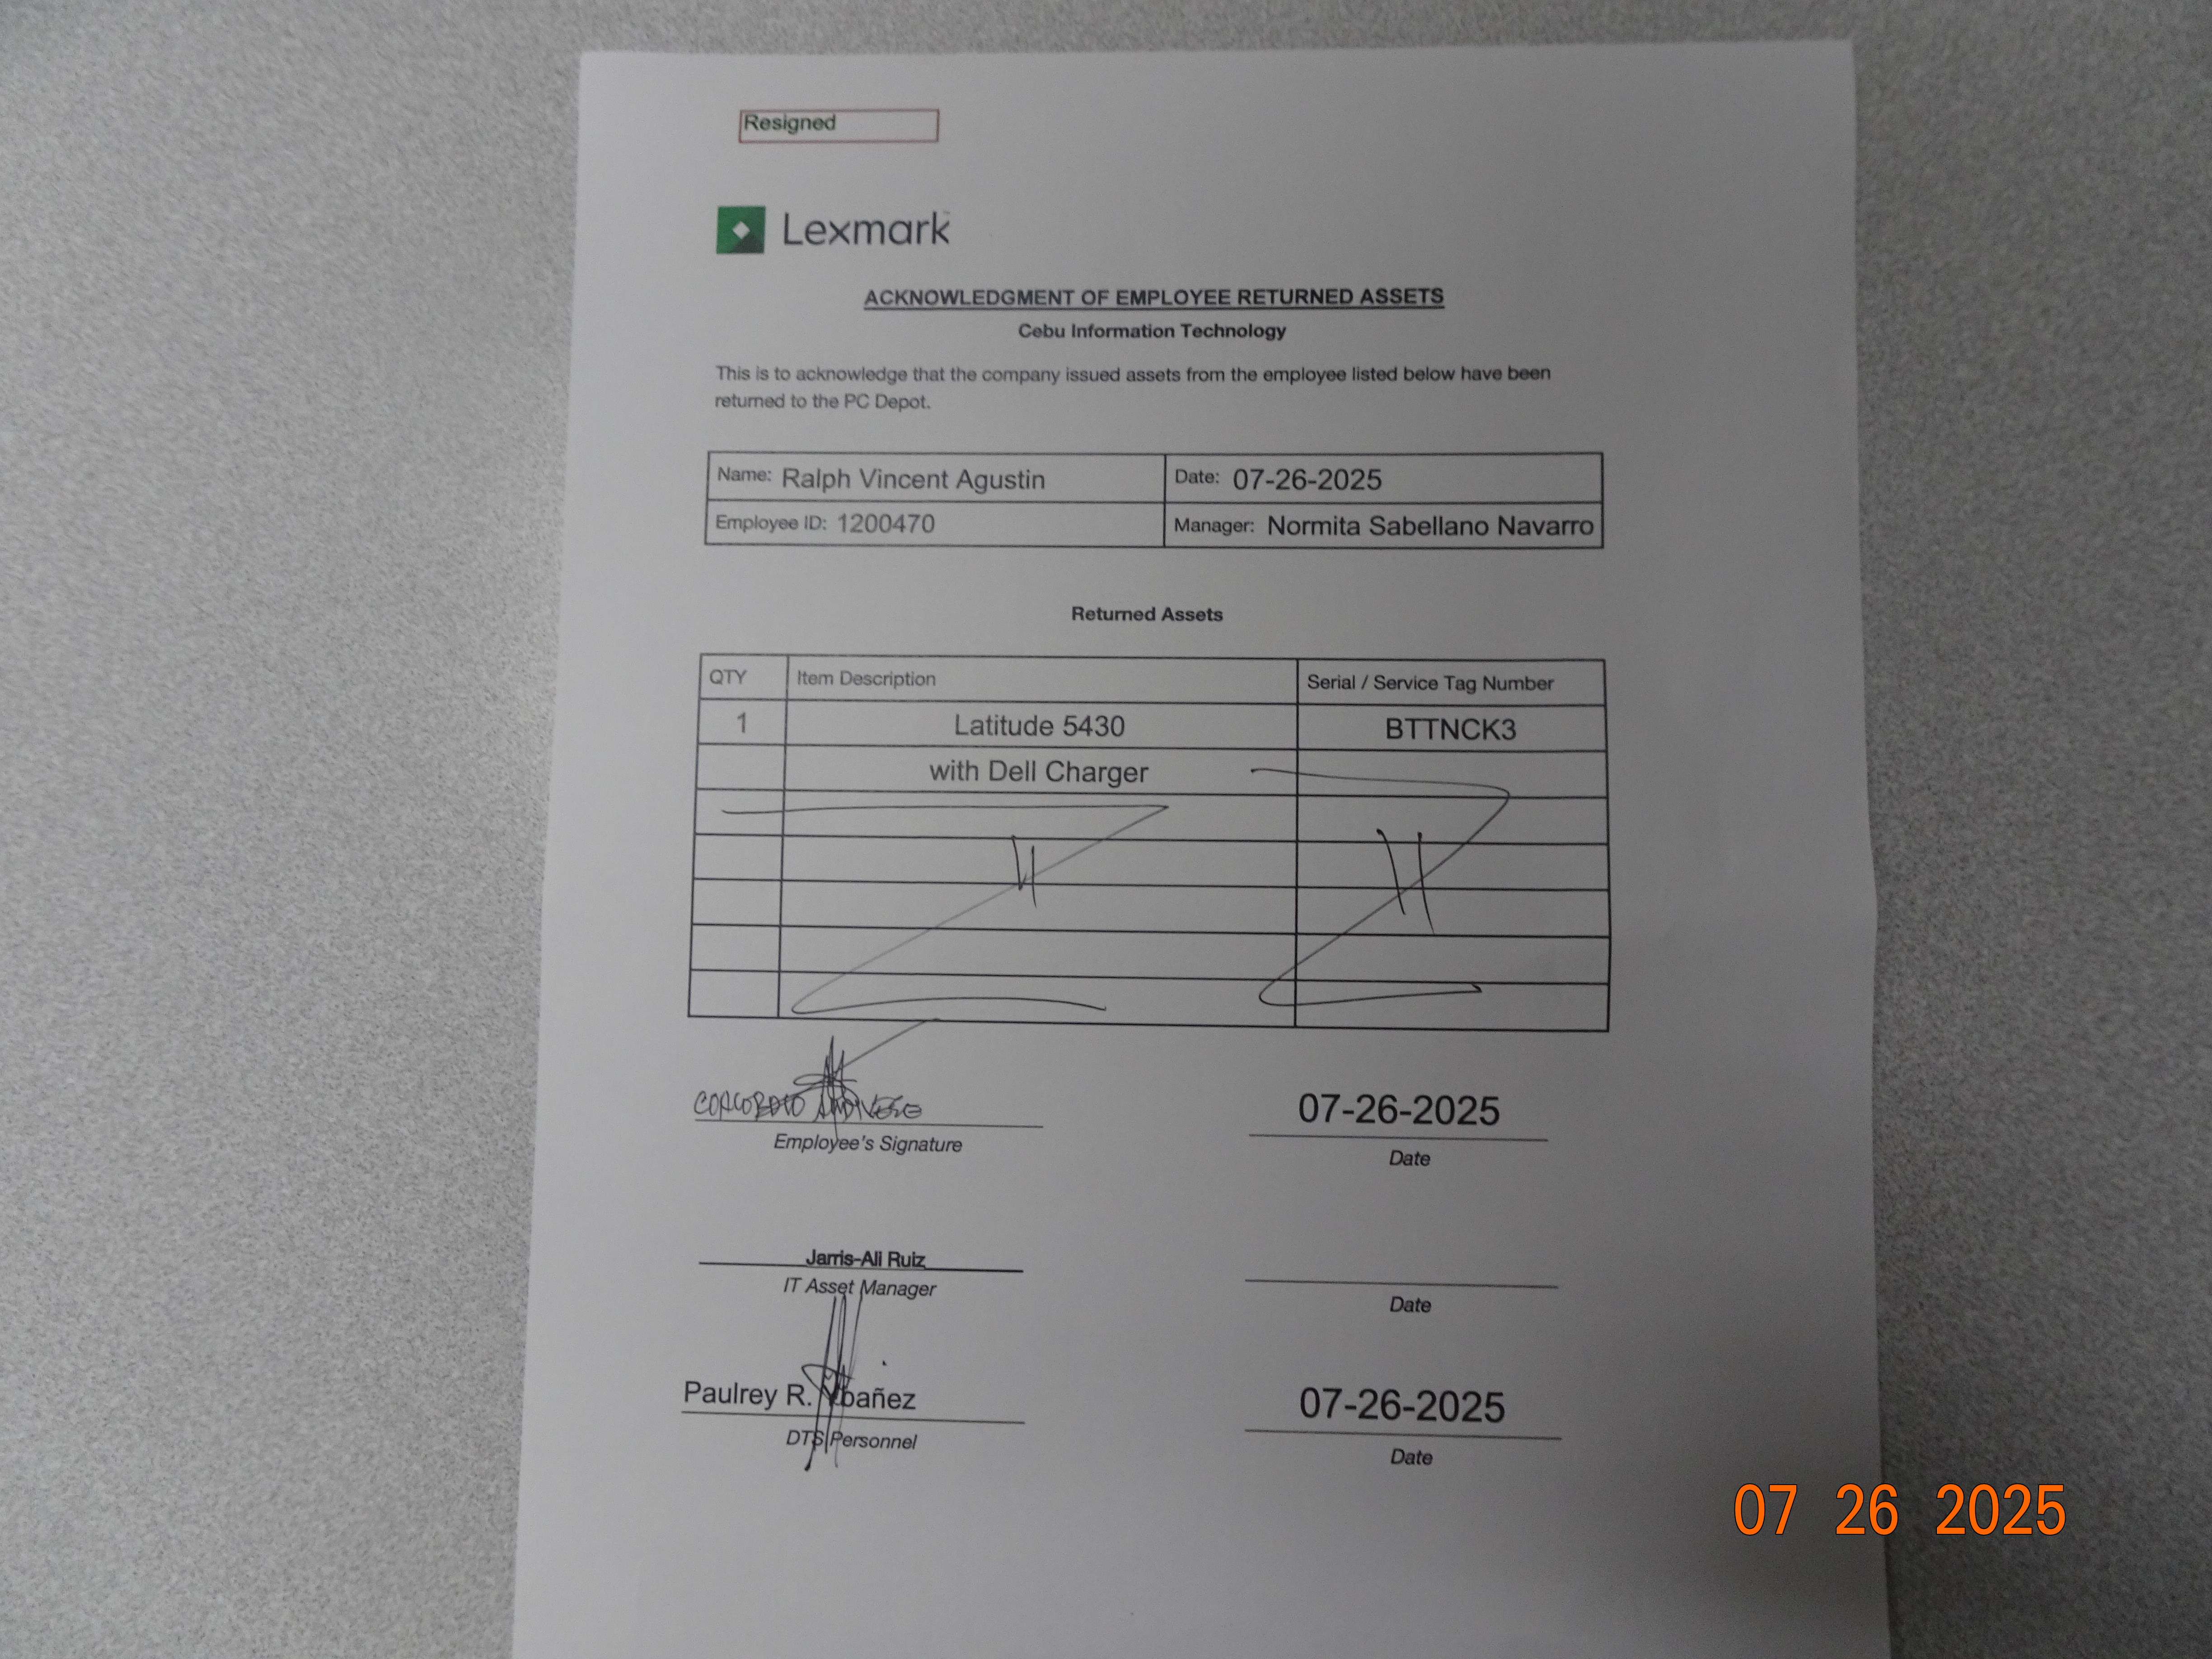 Resigned
Lexmark
ACKNOWLEDGMENT OF EMPLOYEE RETURNED ASSETS
Cebu Information Technology
This is to acknowledge that the company issued assets from the employee listed below have been
returned to the PC Depot.
Name: Ralph Vincent Agustin Date: 07-26-2025
Employee ID: 1200470 Manager: Normita Sabellano Navarro
Returned Assets
QTY Item Description Serial / Service Tag Number
1 Latitude 5430 BTTNCK3
with Dell Charger
07-26-2025
Employee's Signature Date
Jarris-Ali Ruiz
IT Asset Manager Date
Paulrey R. Ybañez 07-26-2025
DTS Personnel Date
07 26 2025